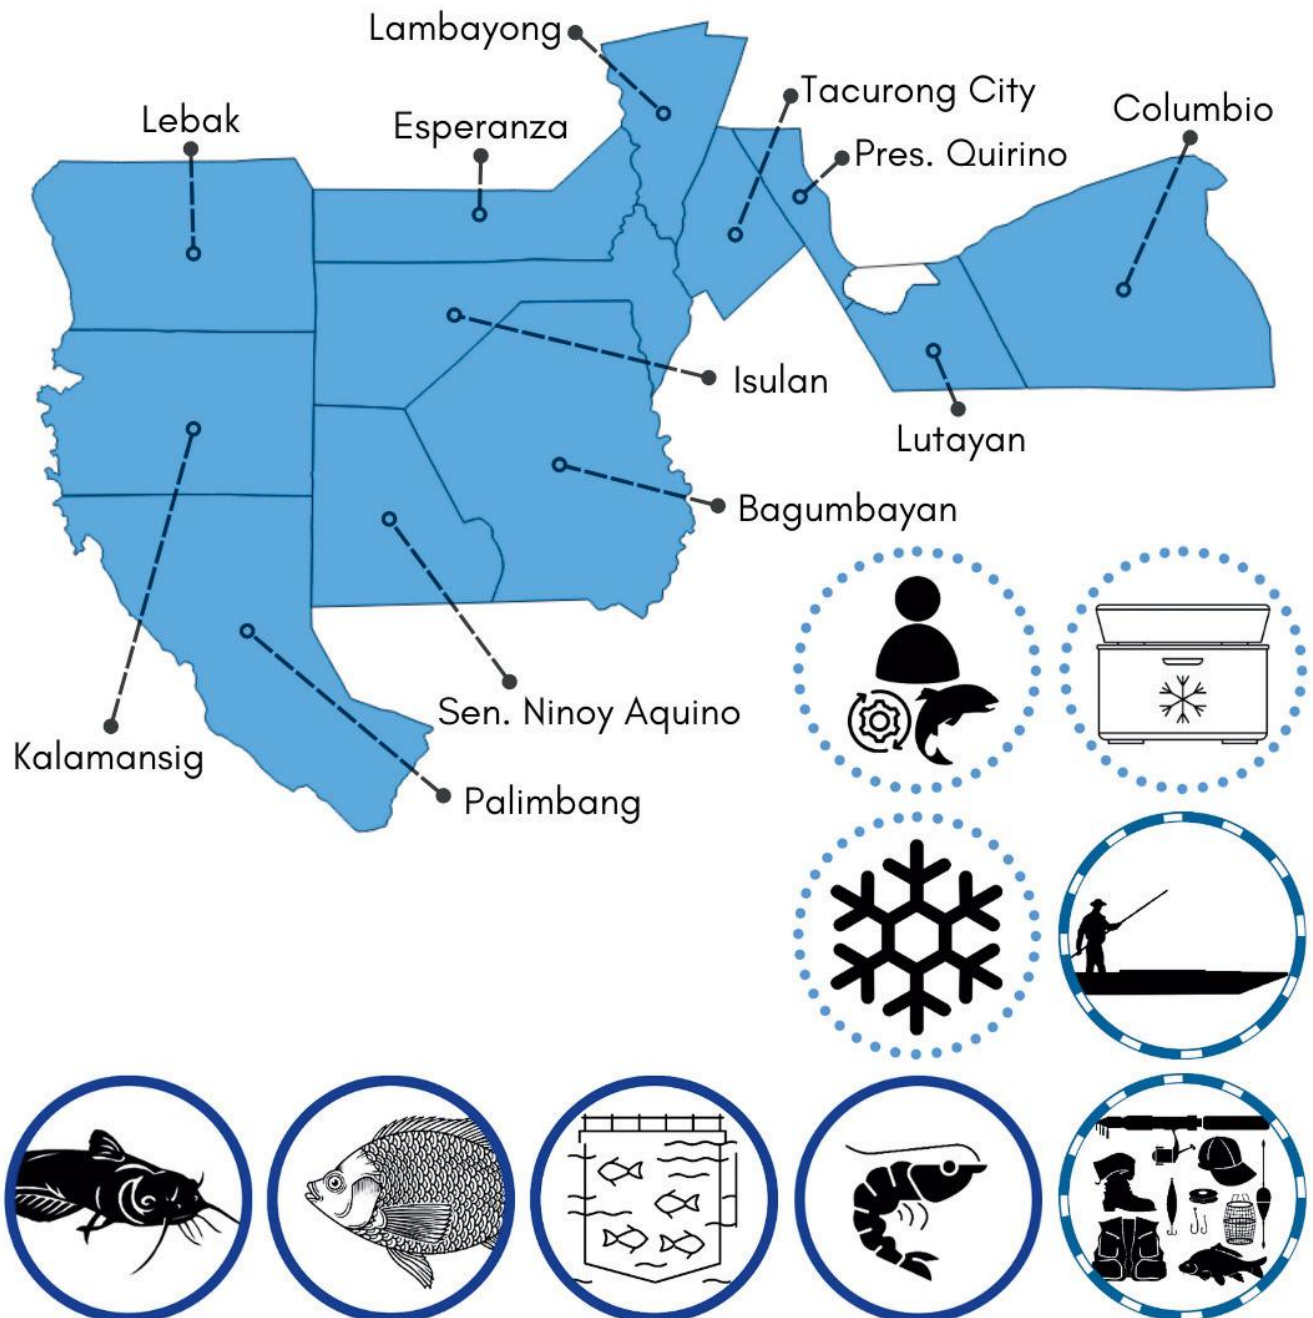 Lambayong
Tacurong City
Lebak
Esperanza
Columbio
Pres. Quirino
Isulan
Lutayan
Bagumbayan
Sen. Ninoy Aquino
Kalamansig
Palimbang